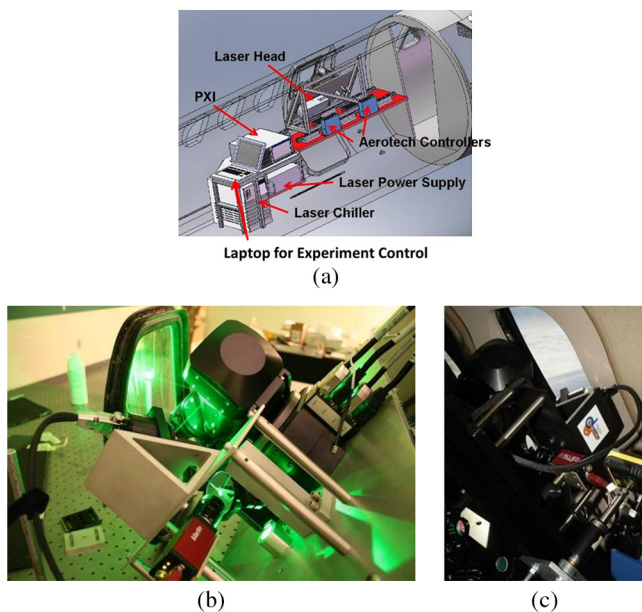 Laser Head
PXI
Aerotech Controllers
Laser Power Supply
Laser Chiller
Laptop for Experiment Control
(a)
(b)
(c)